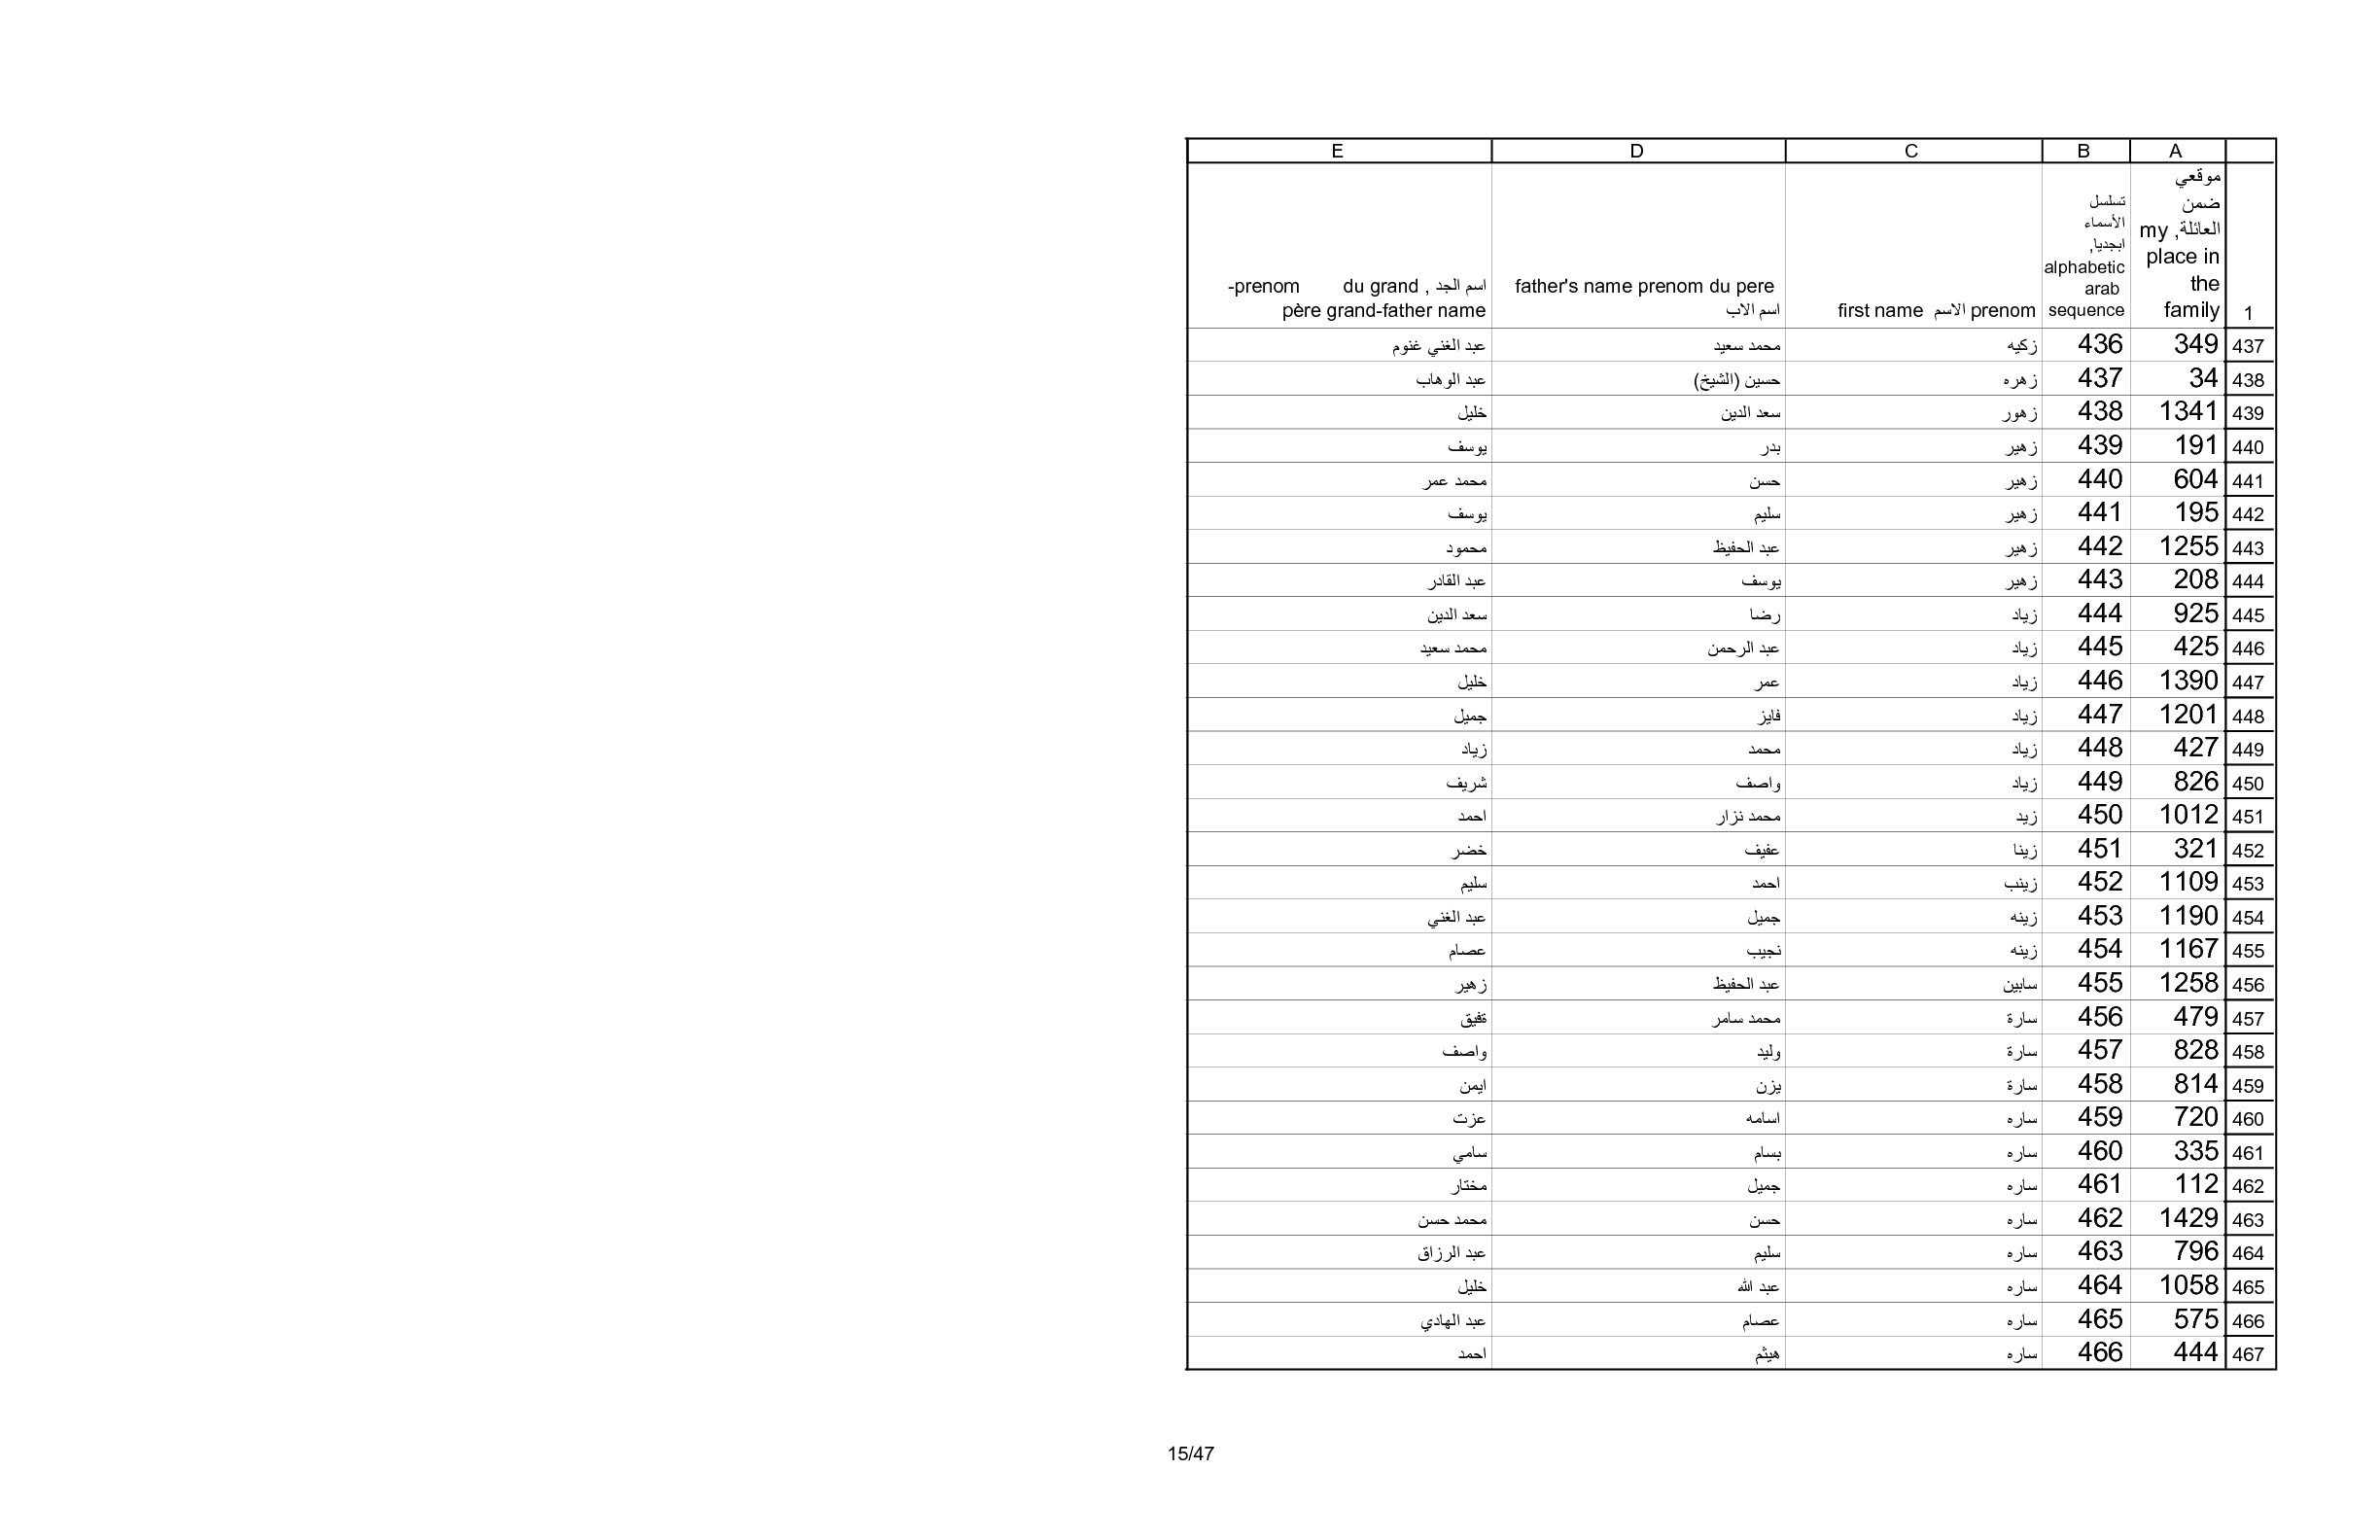 A B C D E
1 موقعي ضمن العائلة, my place in the family تسلسل الأسماء ابجديا, alphabetic arab sequence first name الاسم prenom father's name prenom du pere اسم الاب اسم الجد , du grand -prenom père grand-father name
437 349 436 زكيه محمد سعيد عبد الغني غنوم
438 34 437 زهره حسين (الشيخ) عبد الوهاب
439 1341 438 زهور سعد الدين خليل
440 191 439 زهير بدر يوسف
441 604 440 زهير حسن محمد عمر
442 195 441 زهير سليم يوسف
443 1255 442 زهير عبد الحفيظ محمود
444 208 443 زهير يوسف عبد القادر
445 925 444 زياد رضا سعد الدين
446 425 445 زياد عبد الرحمن محمد سعيد
447 1390 446 زياد عمر خليل
448 1201 447 زياد فايز جميل
449 427 448 زياد محمد زياد
450 826 449 زياد واصف شريف
451 1012 450 زيد محمد نزار احمد
452 321 451 زينا عفيف خضر
453 1109 452 زينب احمد سليم
454 1190 453 زينه جميل عبد الغني
455 1167 454 زينه نجيب عصام
456 1258 455 سابين عبد الحفيظ زهير
457 479 456 سارة محمد سامر ةفيق
458 828 457 سارة وليد واصف
459 814 458 سارة يزن ايمن
460 720 459 ساره اسامه عزت
461 335 460 ساره بسام سامي
462 112 461 ساره جميل مختار
463 1429 462 ساره حسن محمد حسن
464 796 463 ساره سليم عبد الرزاق
465 1058 464 ساره عبد الله خليل
466 575 465 ساره عصام عبد الهادي
467 444 466 ساره هيثم احمد
15/47